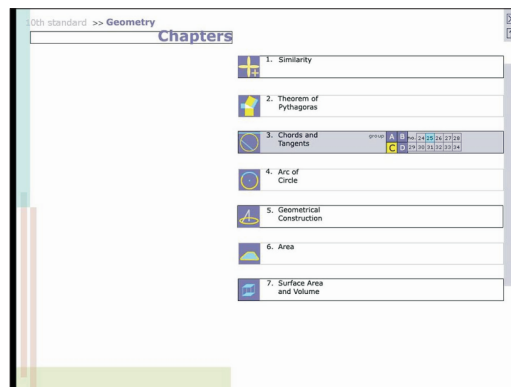 10th standard >> Geometry
Chapters
1. Similarity
2. Theorem of
Pythagoras
3. Chords and
Tangents
group A B no. 24 25 26 27 28
C D 29 30 31 32 33 34
4. Arc of
Circle
5. Geometrical
Construction
6. Area
7. Surface Area
and Volume